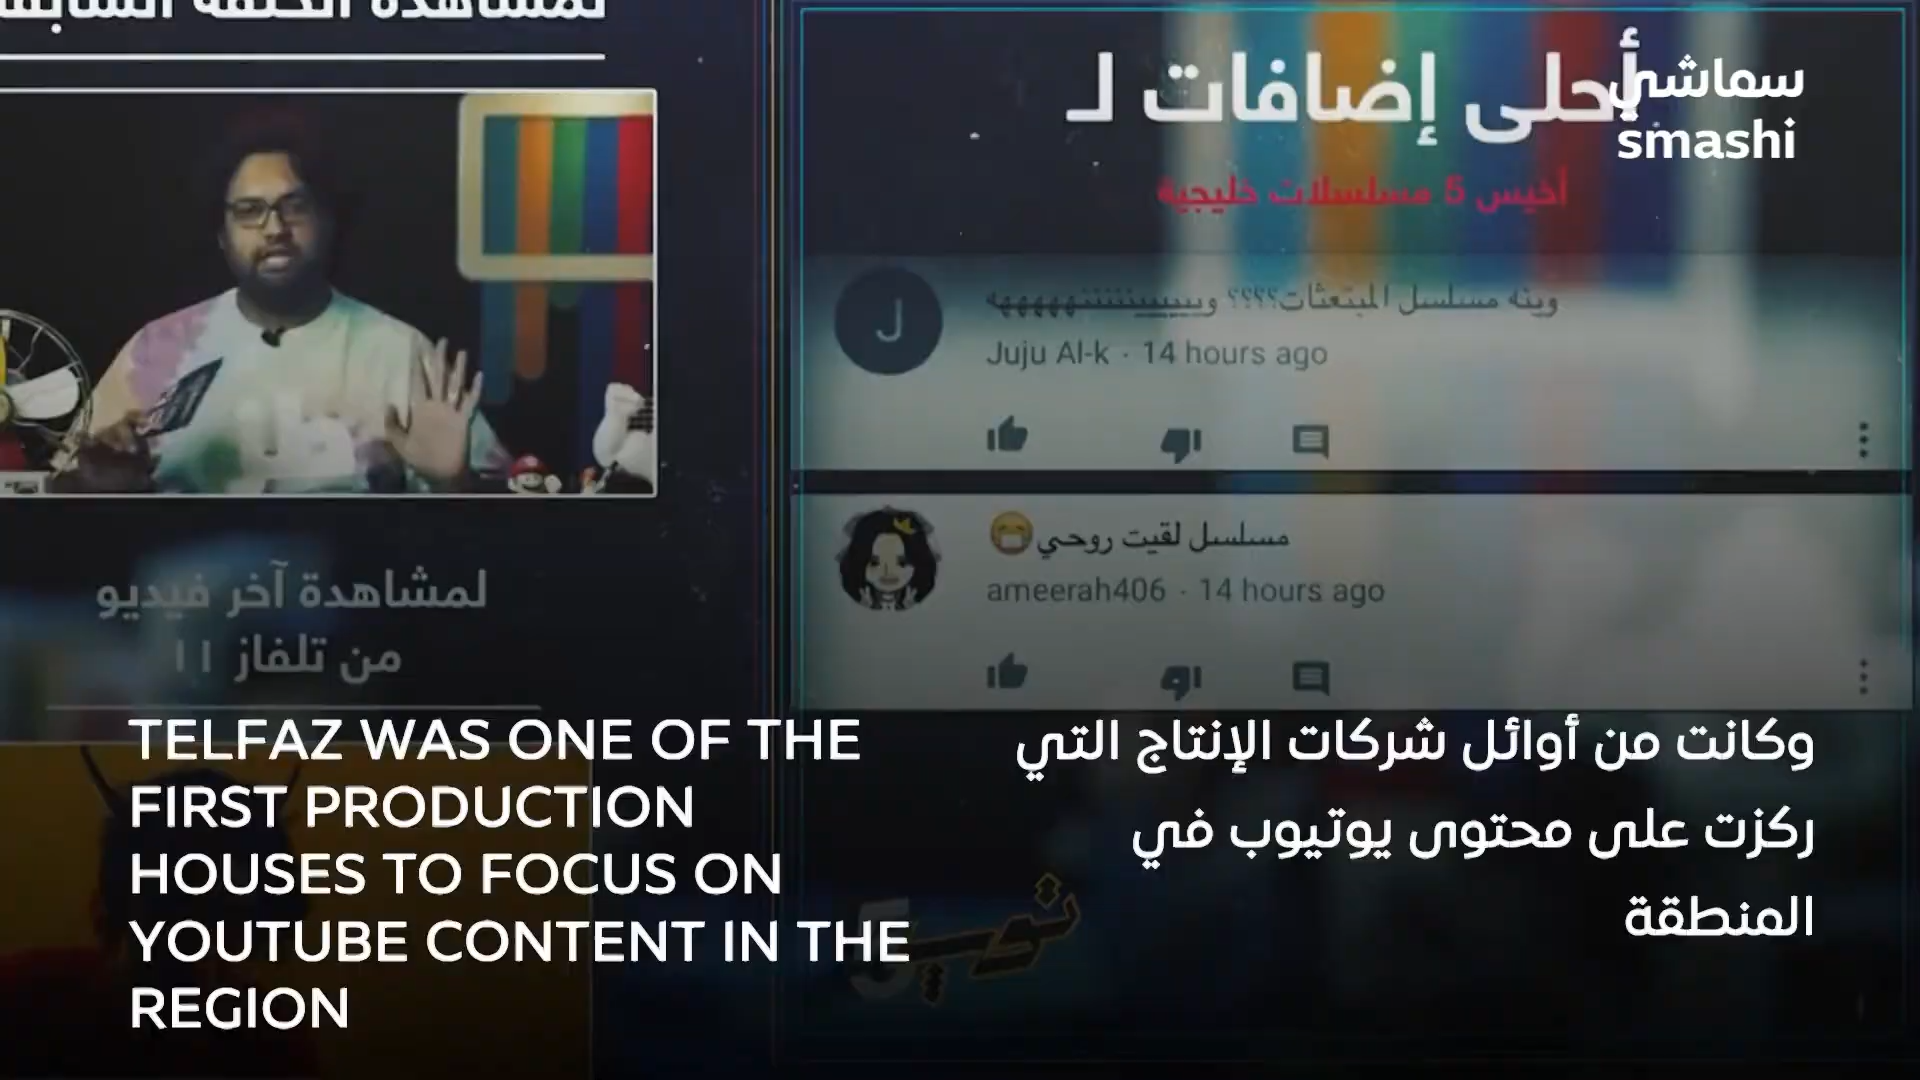 لمشاهدة الحلقة السابقة
أحلى إضافات لـ
سماشي
smashi
أخيس 5 مسلسلات خليجية
وينه مسلسل المبتعثات؟؟؟؟ وييييينننننههههههه
J
Juju Al-k · 14 hours ago
مسلسل لقيت روحي😷
ameerah406 · 14 hours ago
لمشاهدة آخر فيديو
من تلفاز ١١
TELFAZ WAS ONE OF THE
FIRST PRODUCTION
HOUSES TO FOCUS ON
YOUTUBE CONTENT IN THE
REGION
وكانت من أوائل شركات الإنتاج التي
ركزت على محتوى يوتيوب في
المنطقة